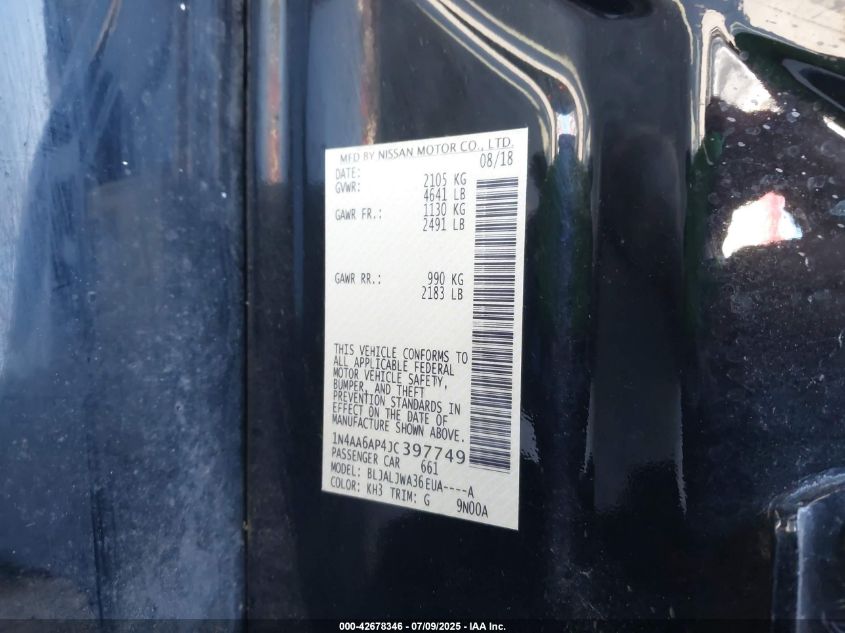 MFD BY NISSAN MOTOR CO., LTD.
DATE: 08/18
GVWR: 2105 KG
4641 LB
GAWR FR.: 1130 KG
2491 LB
GAWR RR.: 990 KG
2183 LB
THIS VEHICLE CONFORMS TO
ALL APPLICABLE FEDERAL
MOTOR VEHICLE SAFETY,
BUMPER, AND THEFT
PREVENTION STANDARDS IN
EFFECT ON THE DATE OF
MANUFACTURE SHOWN ABOVE.
1N4AA6AP4JC397749
PASSENGER CAR 661
MODEL: BLJALJWA36EUA----A
COLOR: KH3 TRIM: G 9N00A
000-42678346 - 07/09/2025 - IAA Inc.